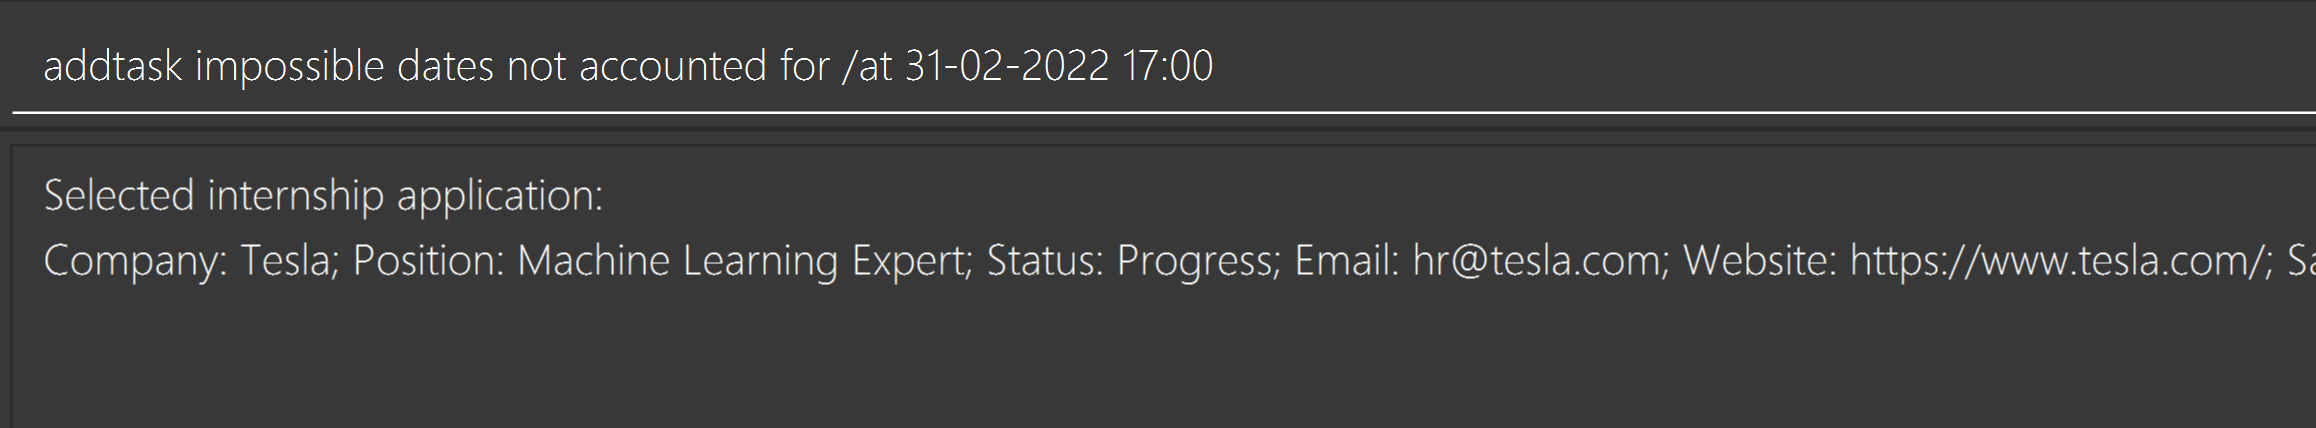 addtask impossible dates not accounted for /at 31-02-2022 17:00
Selected internship application:
Company: Tesla; Position: Machine Learning Expert; Status: Progress; Email: hr@tesla.com; Website: https://www.tesla.com/; Sa